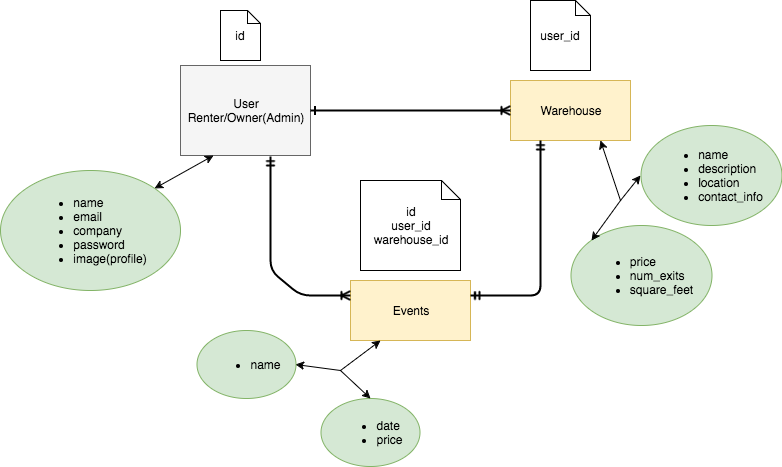 id
User
Renter/Owner(Admin)
user_id
Warehouse
name
email
company
password
image(profile)
id
user_id
warehouse_id
Events
name
description
location
contact_info
price
num_exits
square_feet
name
date
price